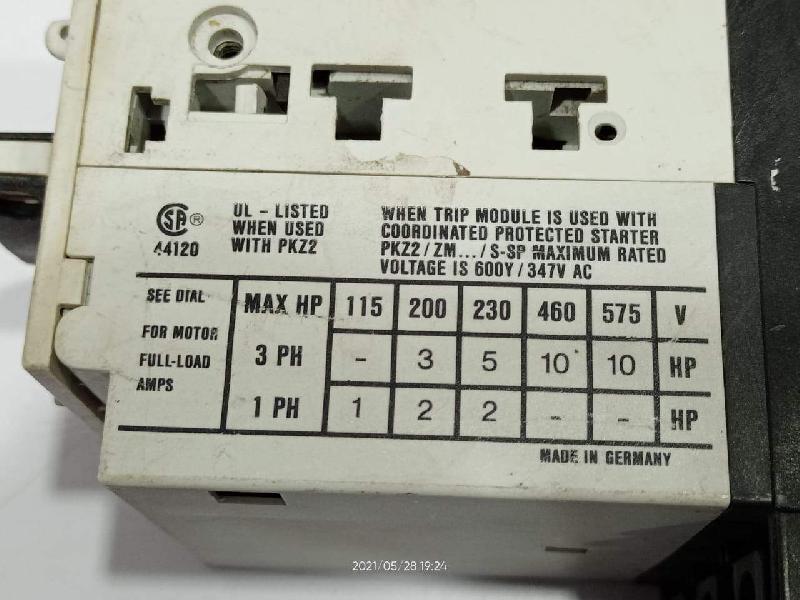 SA ®
44120
UL - LISTED
WHEN USED
WITH PKZ2
WHEN TRIP MODULE IS USED WITH
COORDINATED PROTECTED STARTER
PKZ2/ZM.../S-SP MAXIMUM RATED
VOLTAGE IS 600Y/347V AC
SEE DIAL
FOR MOTOR
FULL-LOAD
AMPS
MAX HP 115 200 230 460 575 V
3 PH - 3 5 10 10 HP
1 PH 1 2 2 - - HP
MADE IN GERMANY
2021/05/28 19:24